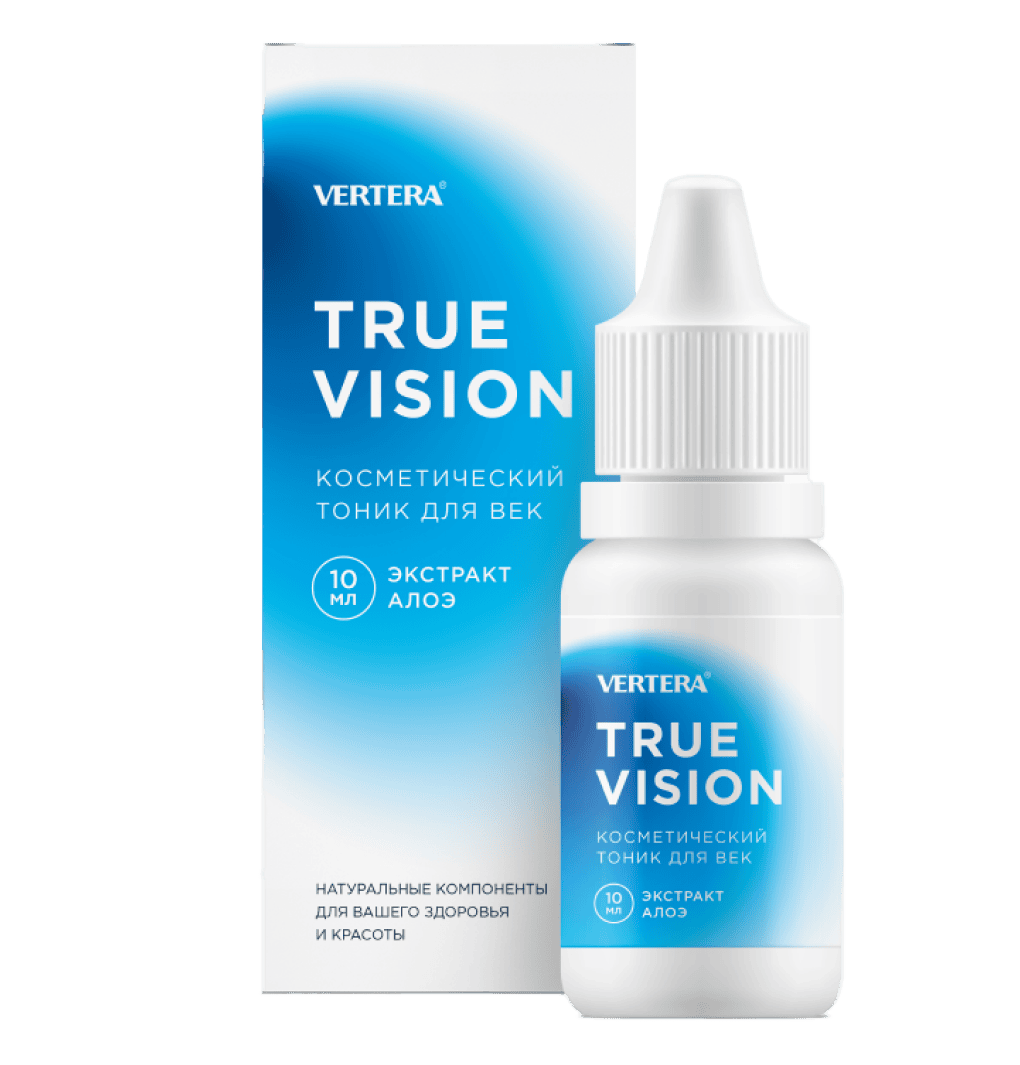 VERTERA®
TRUE
VISION
КОСМЕТИЧЕСКИЙ
ТОНИК ДЛЯ ВЕК
10
МЛ
ЭКСТРАКТ
АЛОЭ
НАТУРАЛЬНЫЕ КОМПОНЕНТЫ
ДЛЯ ВАШЕГО ЗДОРОВЬЯ
И КРАСОТЫ
VERTERA®
TRUE
VISION
КОСМЕТИЧЕСКИЙ
ТОНИК ДЛЯ ВЕК
10
МЛ
ЭКСТРАКТ
АЛОЭ